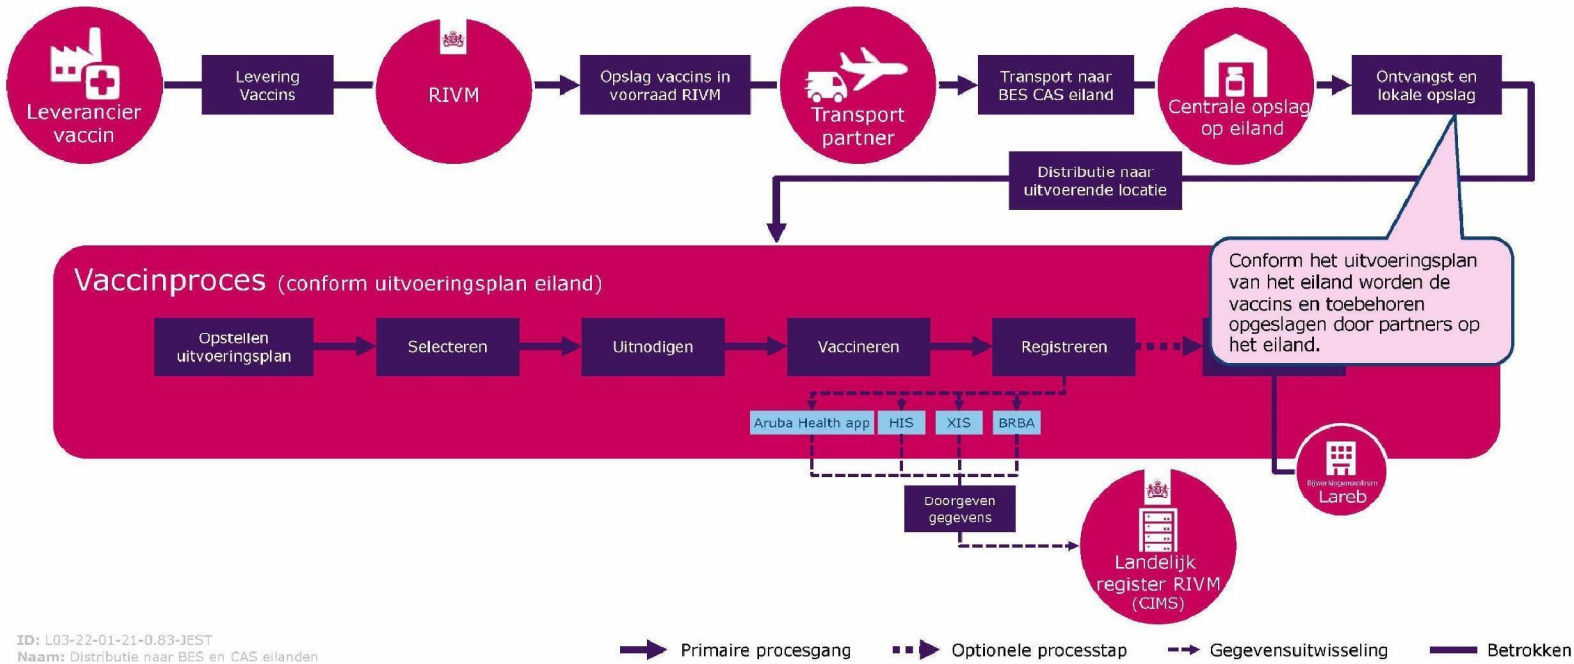 Leverancier
vaccin
Levering
Vaccins
RIVM
Opslag vaccins in
voorraad RIVM
Transport
partner
Transport naar
BES CAS eiland
Centrale opslag
op eiland
Ontvangst en
lokale opslag
Distributie naar
uitvoerende locatie
Conform het uitvoeringsplan
van het eiland worden de
vaccins en toebehoren
opgeslagen door partners op
het eiland.
Vaccinproces (conform uitvoeringsplan eiland)
Opstellen
uitvoeringsplan
Selecteren
Uitnodigen
Vaccineren
Registreren
Aruba Health app
HIS
XIS
BRBA
Doorgeven
gegevens
Bijwerkingencentrum
Lareb
Landelijk
register RIVM
(CIMS)
ID: L03-22-01-21-0.83-JEST
Naam: Distributie naar BES en CAS eilanden
Primaire procesgang
Optionele processtap
Gegevensuitwisseling
Betrokken